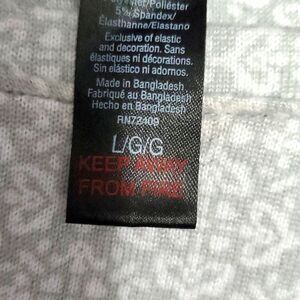 Poliéster
5% Spandex/
Élasthanne/Elastano
Exclusive of elastic
and decoration. Sans
élastiques ni décorations.
Sin elástico ni adornos.
Made in Bangladesh
Fabriqué au Bangladesh
Hecho en Bangladesh
RN72409
L/G/G
KEEP AWAY
FROM FIRE